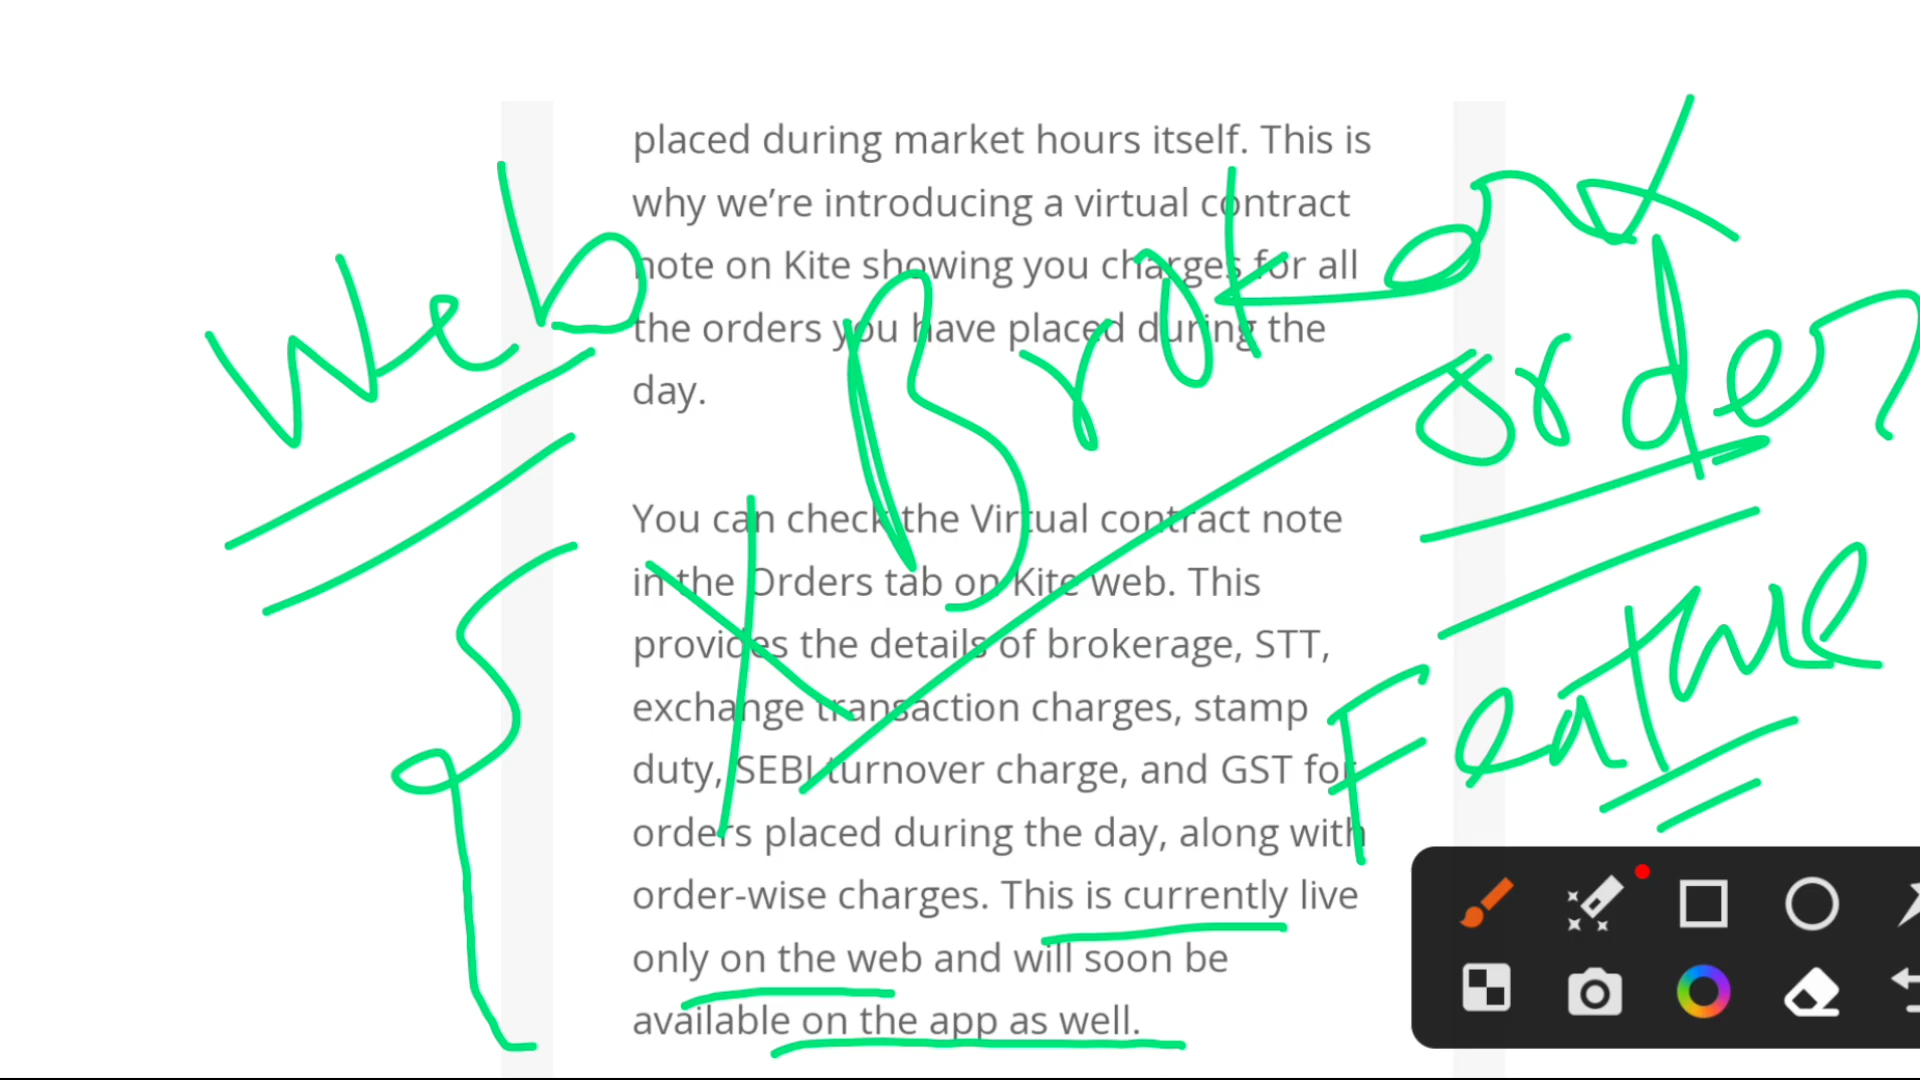 placed during market hours itself. This is
why we’re introducing a virtual contract
note on Kite showing you charges for all
the orders you have placed during the
day.
You can check the Virtual contract note
in the Orders tab on Kite web. This
provides the details of brokerage, STT,
exchange transaction charges, stamp
duty, SEBI turnover charge, and GST for
orders placed during the day, along with
order-wise charges. This is currently live
only on the web and will soon be
available on the app as well.
Web
order
Feature